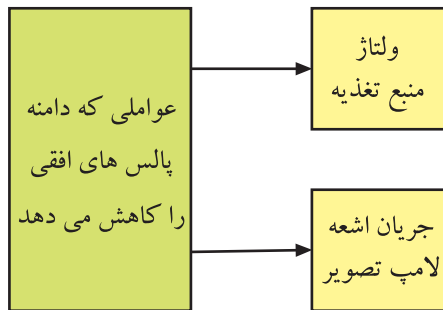 عواملی که دامنه
پالس های افقی
را کاهش می دهد
ولتاژ
منبع تغذیه
جریان اشعه
لامپ تصویر